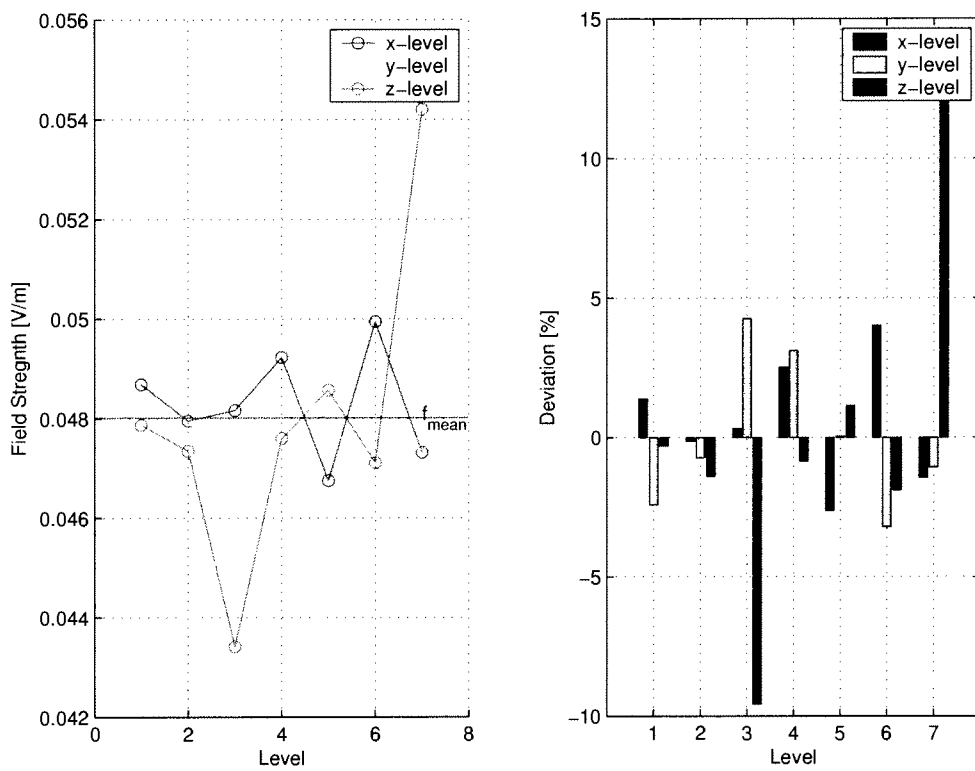 0.056
0.054
0.052
0.05
0.048
0.046
0.044
0.042
Field Stregnth [V/m]
x-level
y-level
z-level
f_mean
0 2 4 6 8
Level
15
10
5
0
-5
-10
Deviation [%]
x-level
y-level
z-level
1 2 3 4 5 6 7
Level